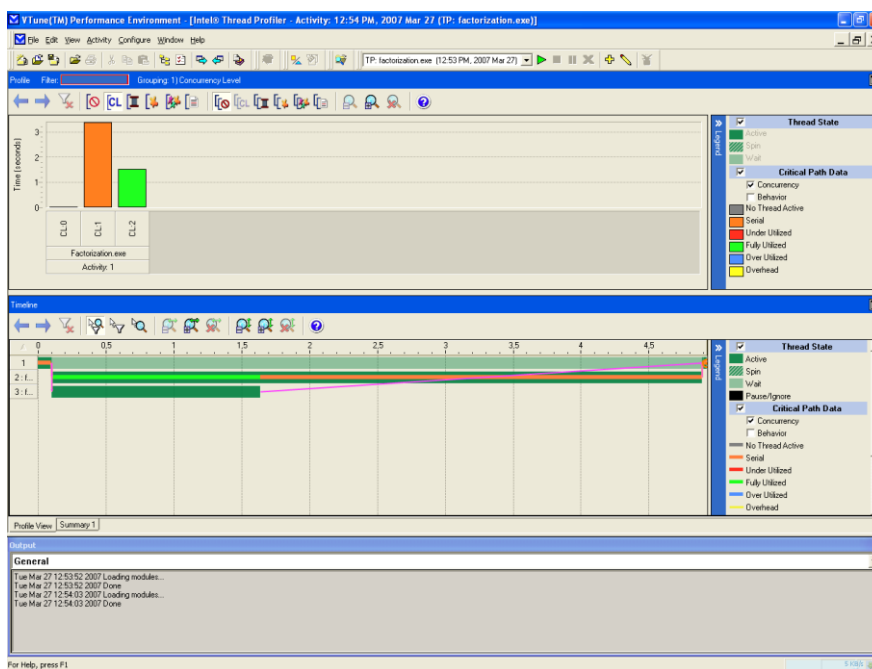 VTune(TM) Performance Environment - [Intel® Thread Profiler - Activity: 12:54 PM, 2007 Mar 27 (TP: factorization.exe)]
File Edit View Activity Configure Window Help
TP: factorization.exe (12:53 PM, 2007 Mar 27)
Profile Filter: Grouping: 1) Concurrency Level
CL
Time (seconds)
3
2
1
0
CL0
CL1
CL2
Factorization.exe
Activity: 1
Legend
Thread State
Active
Spin
Wait
Critical Path Data
Concurrency
Behavior
No Thread Active
Serial
Under Utilized
Fully Utilized
Over Utilized
Overhead
Timeline
0 0.5 1 1.5 2 2.5 3 3.5 4 4.5
1
2 : f...
3 : f...
Legend
Thread State
Active
Spin
Wait
Pause/Ignore
Critical Path Data
Concurrency
Behavior
No Thread Active
Serial
Under Utilized
Fully Utilized
Over Utilized
Overhead
Profile View Summary 1
Output
General
Tue Mar 27 12:53:52 2007 Loading modules...
Tue Mar 27 12:53:52 2007 Done
Tue Mar 27 12:54:03 2007 Loading modules...
Tue Mar 27 12:54:03 2007 Done
For Help, press F1